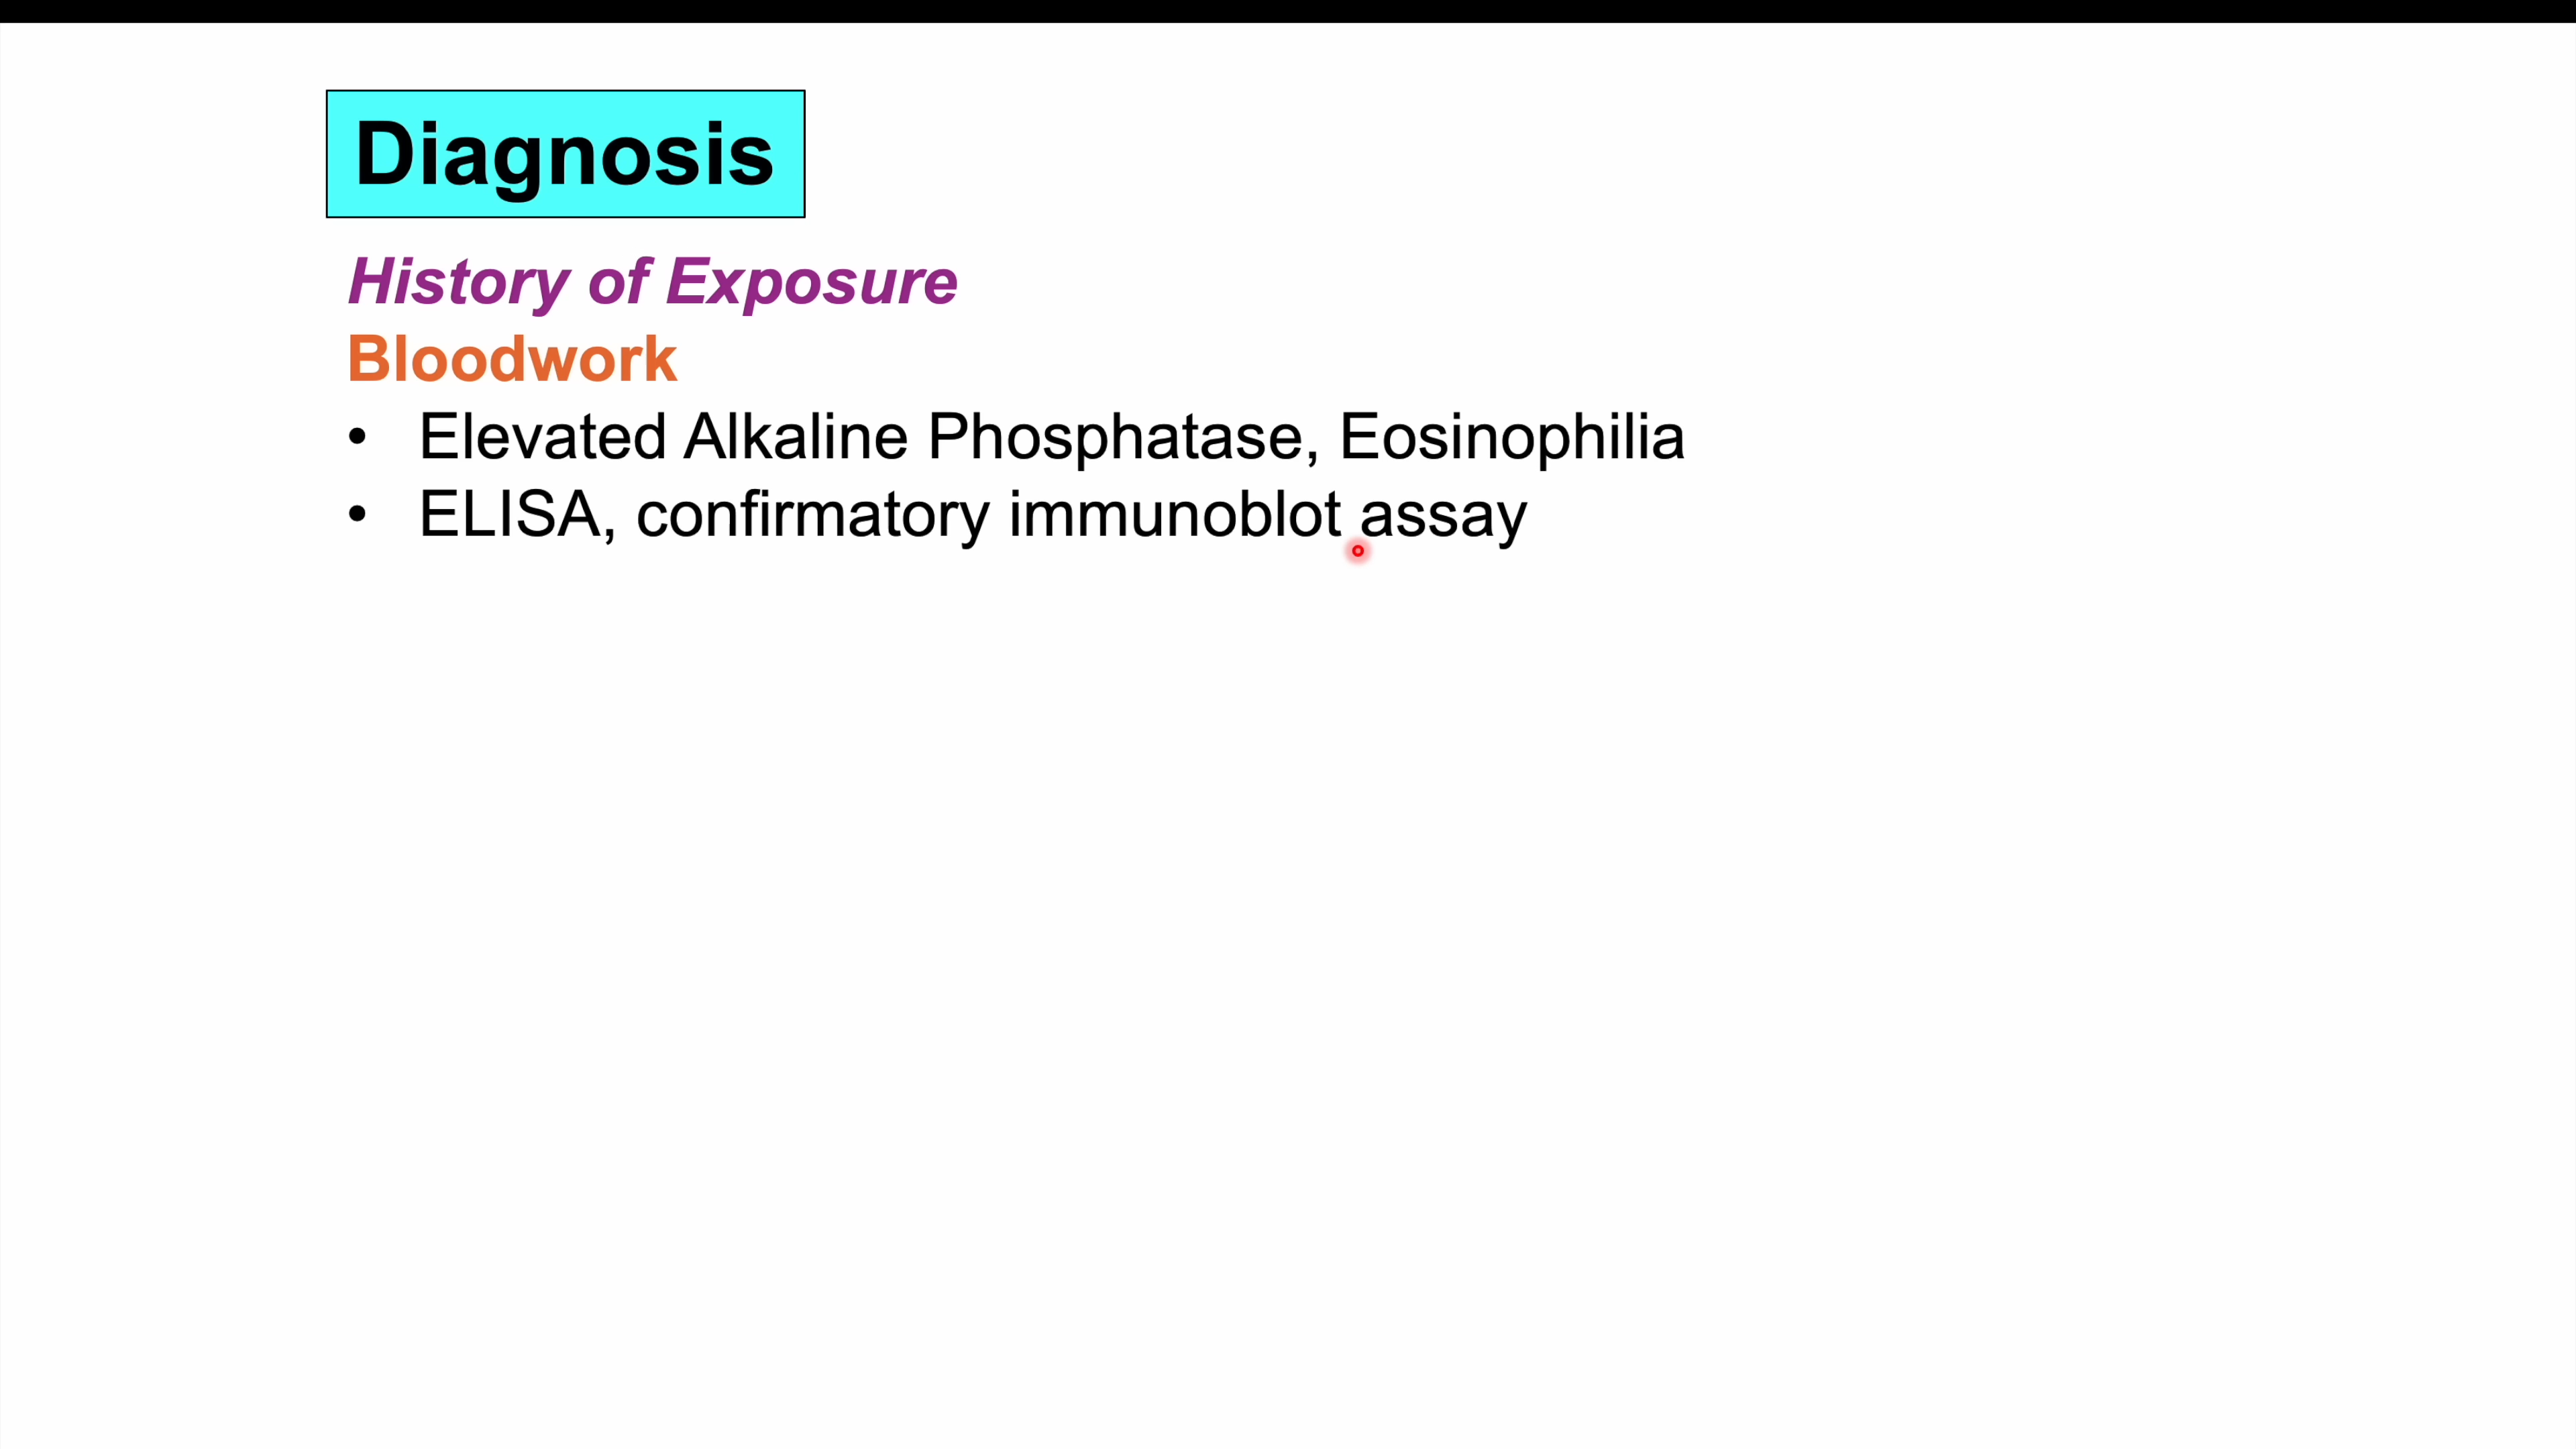 Diagnosis
History of Exposure
Bloodwork
• Elevated Alkaline Phosphatase, Eosinophilia
• ELISA, confirmatory immunoblot assay